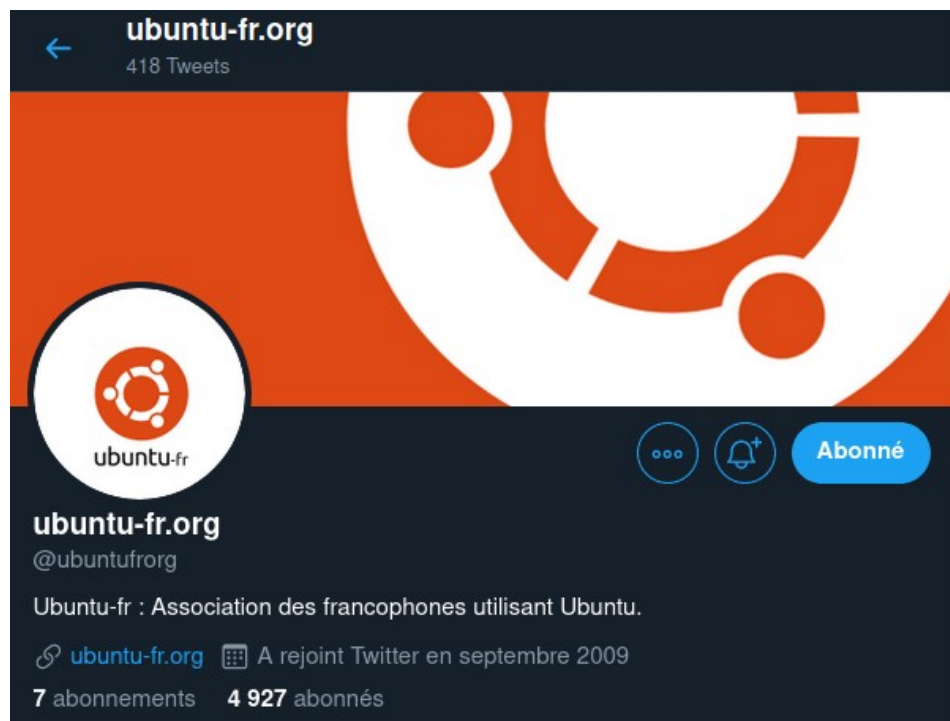 ubuntu-fr.org
418 Tweets
ubuntu-fr
Abonné
ubuntu-fr.org
@ubuntufrorg
Ubuntu-fr : Association des francophones utilisant Ubuntu.
ubuntu-fr.org A rejoint Twitter en septembre 2009
7 abonnements 4 927 abonnés